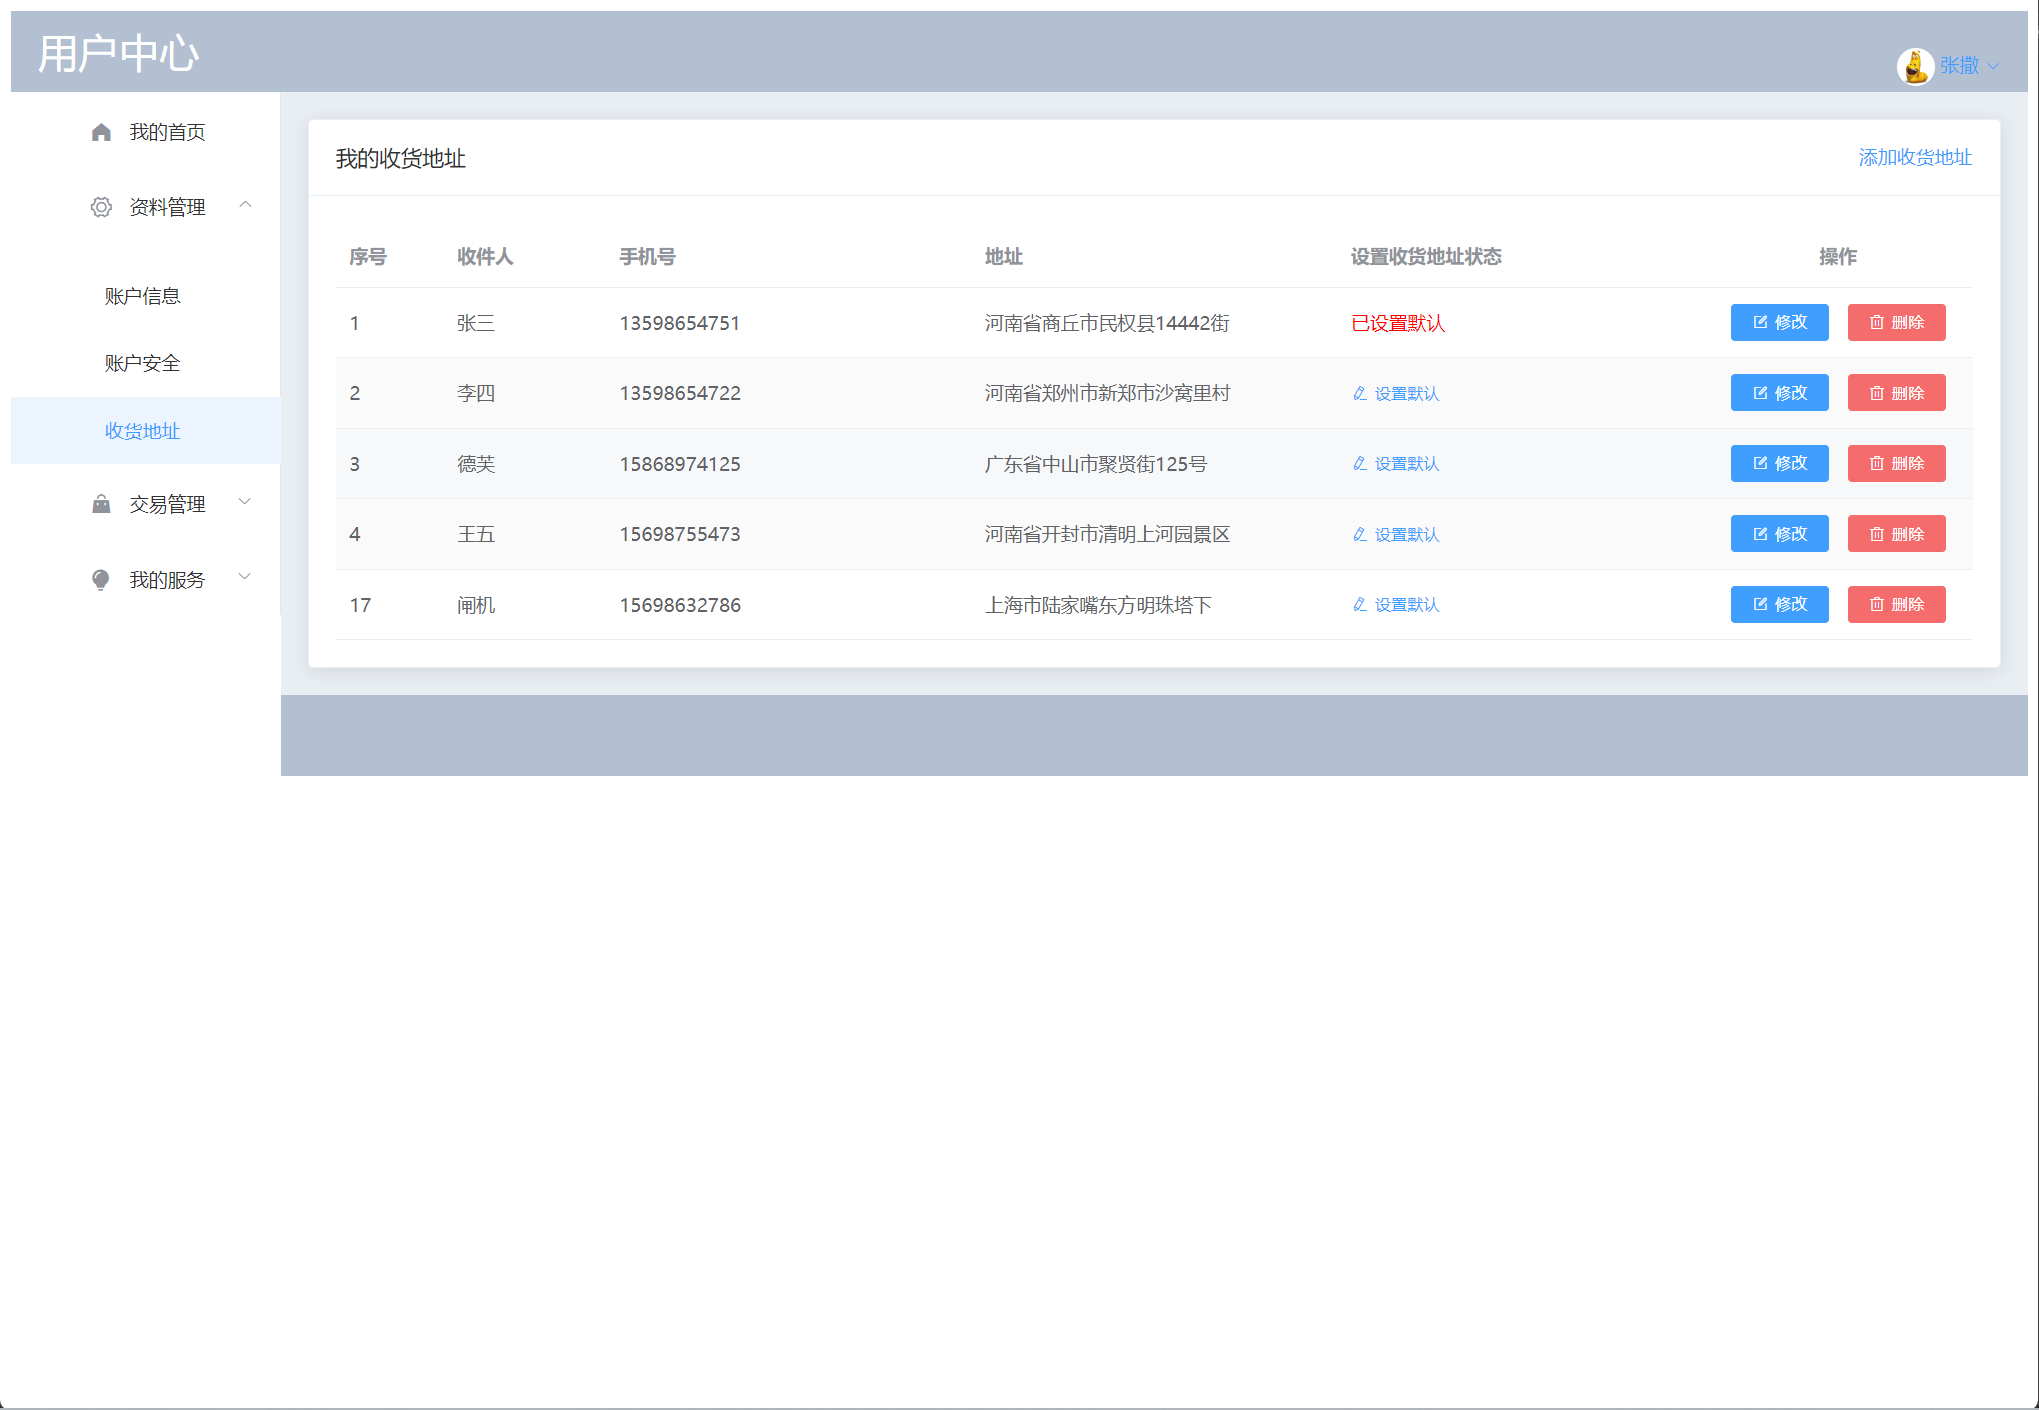 用户中心
张撒
我的首页
资料管理
账户信息
账户安全
收货地址
交易管理
我的服务
我的收货地址 添加收货地址
序号 收件人 手机号 地址 设置收货地址状态 操作
1 张三 13598654751 河南省商丘市民权县14442街 已设置默认 修改 删除
2 李四 13598654722 河南省郑州市新郑市沙窝里村 设置默认 修改 删除
3 德芙 15868974125 广东省中山市聚贤街125号 设置默认 修改 删除
4 王五 15698755473 河南省开封市清明上河园景区 设置默认 修改 删除
17 闸机 15698632786 上海市陆家嘴东方明珠塔下 设置默认 修改 删除